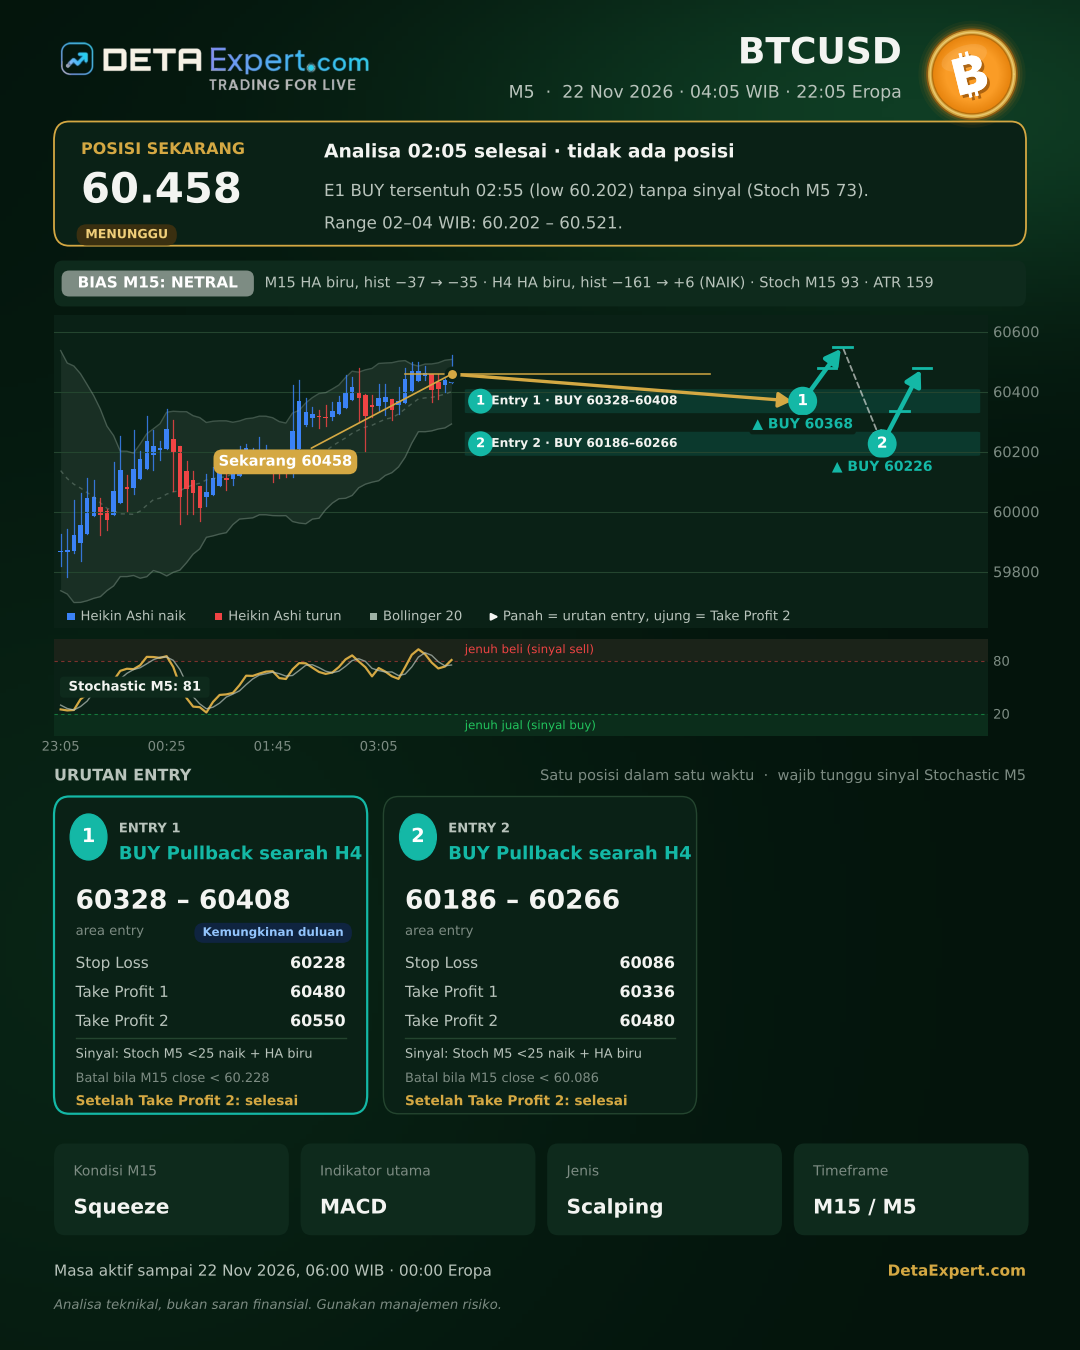 DETA Expert.com
TRADING FOR LIVE
BTCUSD
M5 · 22 Nov 2026 · 04:05 WIB · 22:05 Eropa
POSISI SEKARANG
60.458
MENUNGGU
Analisa 02:05 selesai · tidak ada posisi
E1 BUY tersentuh 02:55 (low 60.202) tanpa sinyal (Stoch M5 73).
Range 02–04 WIB: 60.202 – 60.521.
BIAS M15: NETRAL
M15 HA biru, hist −37 → −35 · H4 HA biru, hist −161 → +6 (NAIK) · Stoch M15 93 · ATR 159
60600
60400
60200
60000
59800
1 Entry 1 · BUY 60328–60408
2 Entry 2 · BUY 60186–60266
1
▲ BUY 60368
2
▲ BUY 60226
Sekarang 60458
Heikin Ashi naik
Heikin Ashi turun
Bollinger 20
Panah = urutan entry, ujung = Take Profit 2
jenuh beli (sinyal sell)
80
Stochastic M5: 81
20
jenuh jual (sinyal buy)
23:05 00:25 01:45 03:05
URUTAN ENTRY
Satu posisi dalam satu waktu · wajib tunggu sinyal Stochastic M5
1
ENTRY 1
BUY Pullback searah H4
60328 – 60408
area entry
Kemungkinan duluan
Stop Loss 60228
Take Profit 1 60480
Take Profit 2 60550
Sinyal: Stoch M5 <25 naik + HA biru
Batal bila M15 close < 60.228
Setelah Take Profit 2: selesai
2
ENTRY 2
BUY Pullback searah H4
60186 – 60266
area entry
Stop Loss 60086
Take Profit 1 60336
Take Profit 2 60480
Sinyal: Stoch M5 <25 naik + HA biru
Batal bila M15 close < 60.086
Setelah Take Profit 2: selesai
Kondisi M15
Squeeze
Indikator utama
MACD
Jenis
Scalping
Timeframe
M15 / M5
Masa aktif sampai 22 Nov 2026, 06:00 WIB · 00:00 Eropa
DetaExpert.com
Analisa teknikal, bukan saran finansial. Gunakan manajemen risiko.